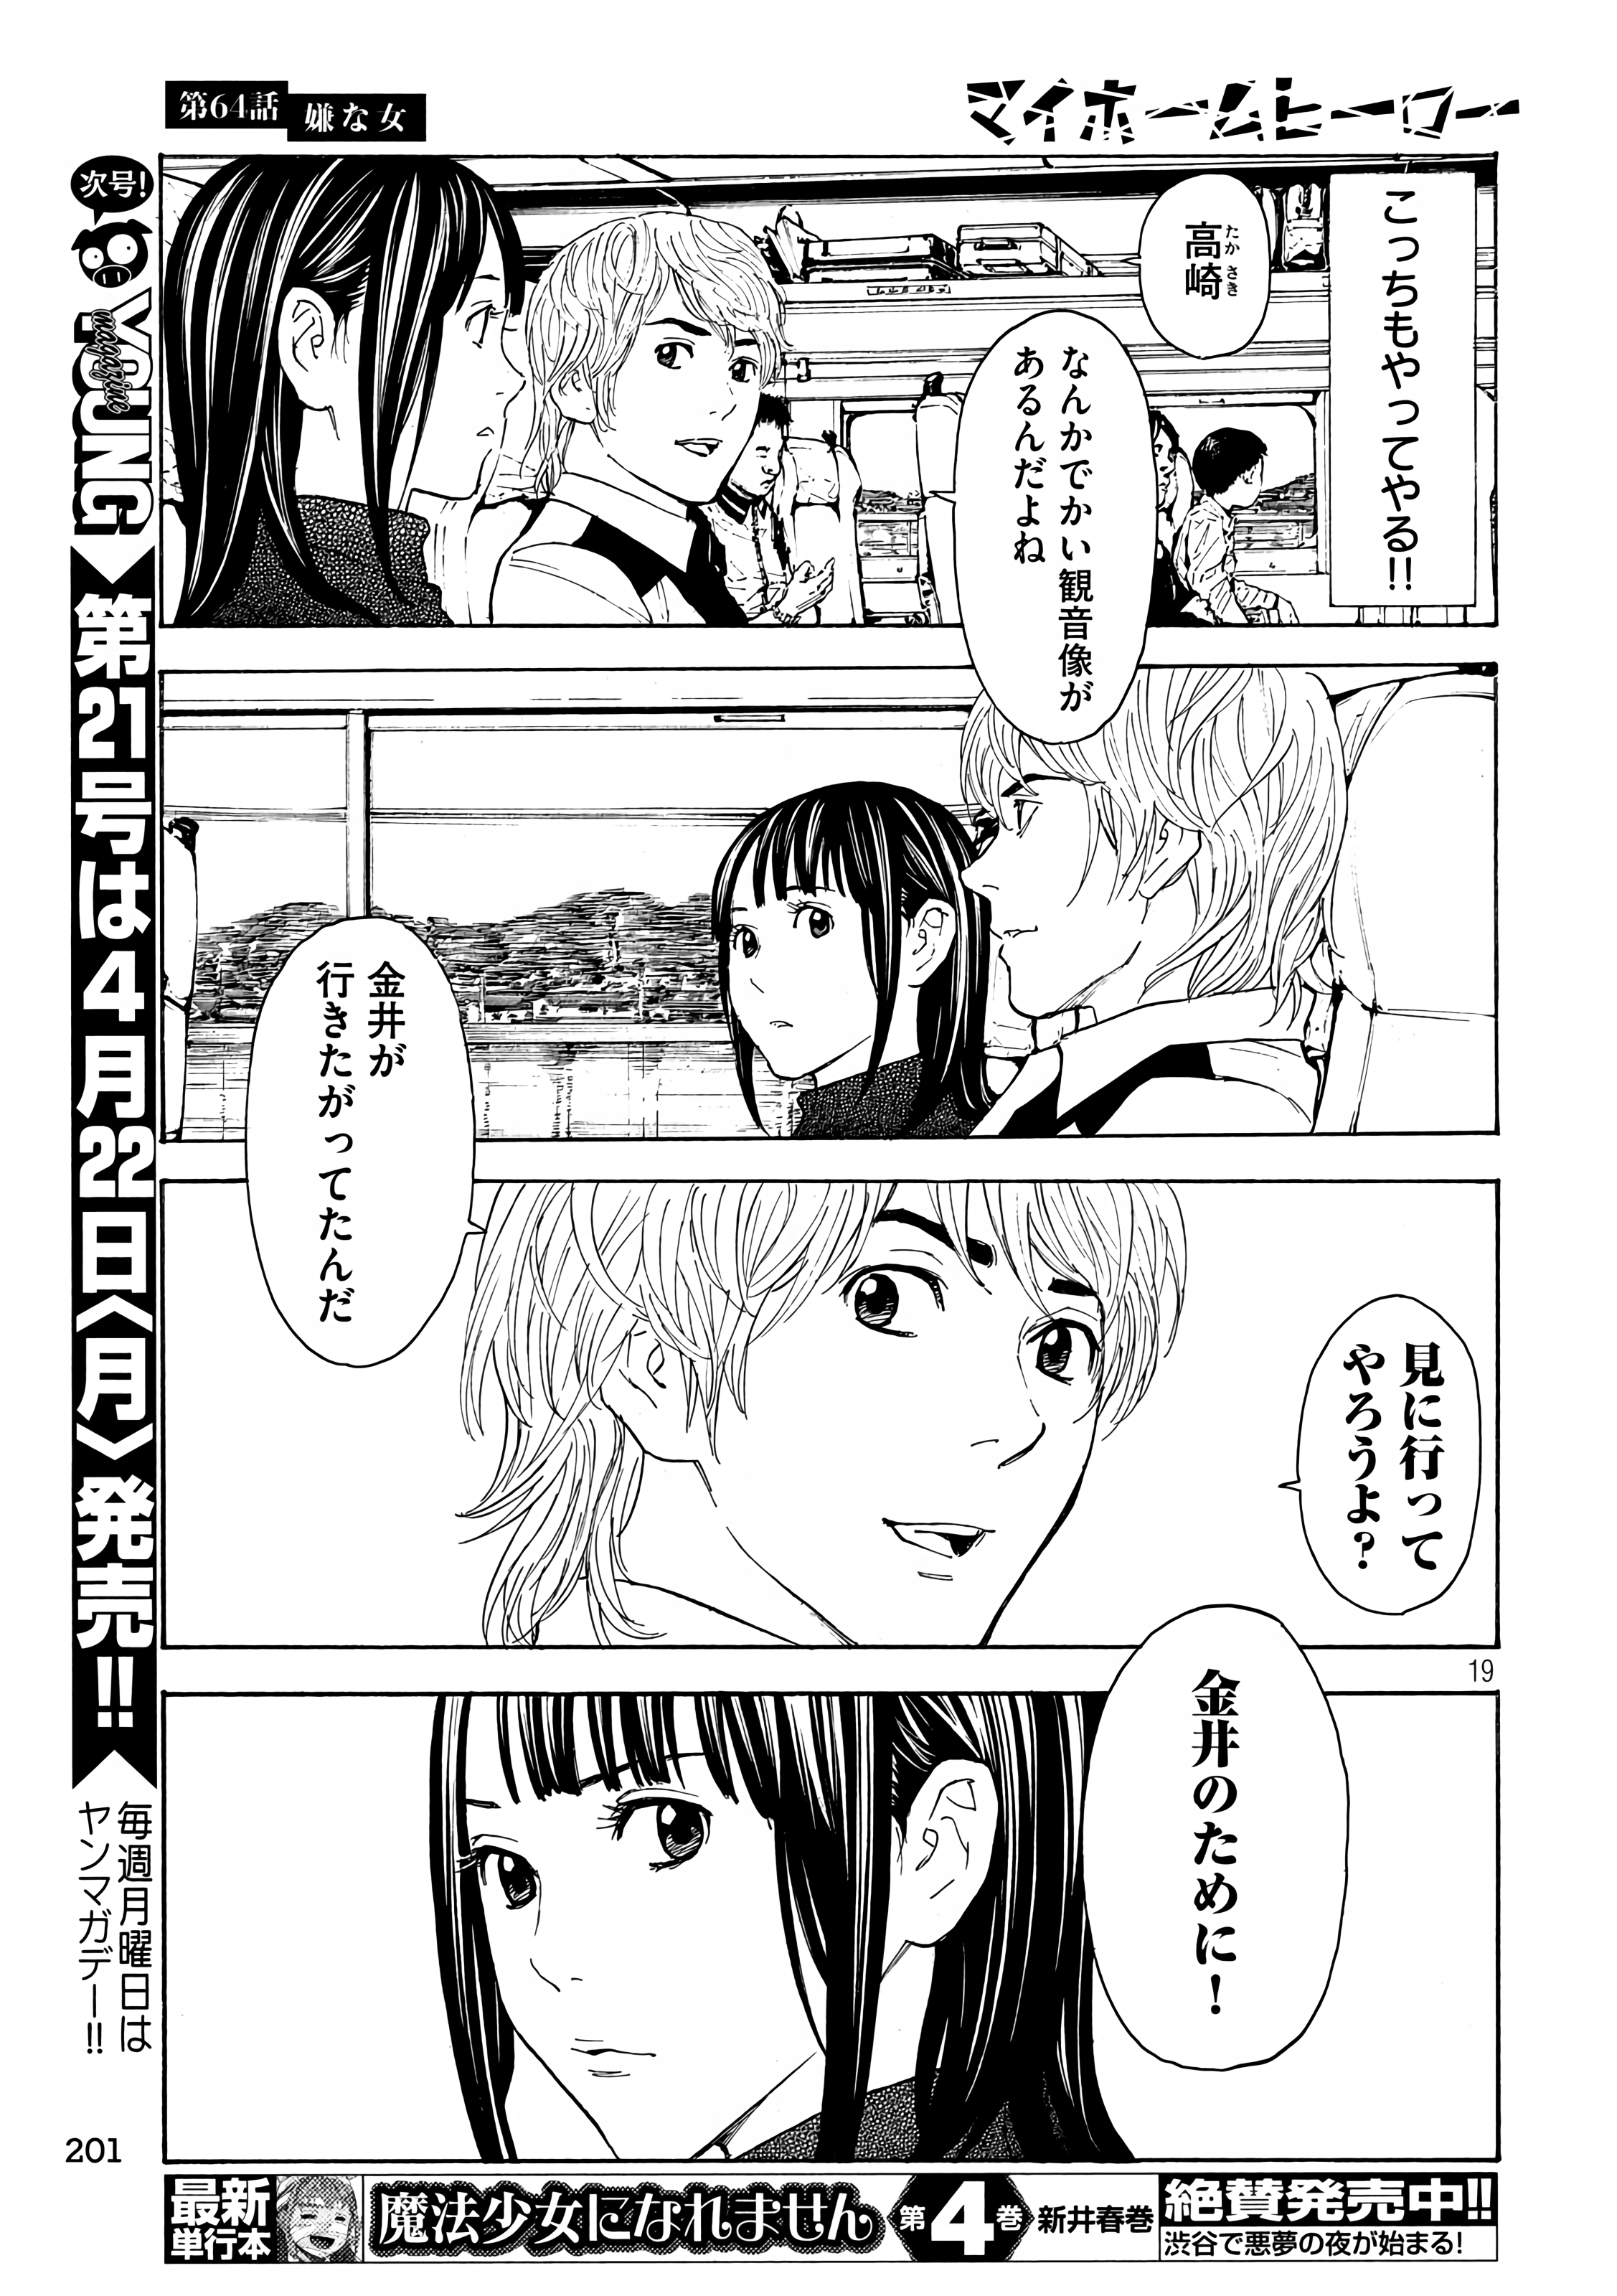 マイホームヒーロー
第64話
嫌な女
こっちもやってやる!!
高崎
たかさき
なんかでかい観音像が
あるんだよね
金井が
行きたがってたんだ
見に行って
やろうよ?
金井のために!
19
次号!
YOUNG
magazine
第21号は4月22日〈月〉発売!!
毎週月曜日は
ヤンマガデー!!
201
最新
単行本
魔法少女になれません
第4巻
新井春巻
絶賛発売中!!
渋谷で悪夢の夜が始まる!